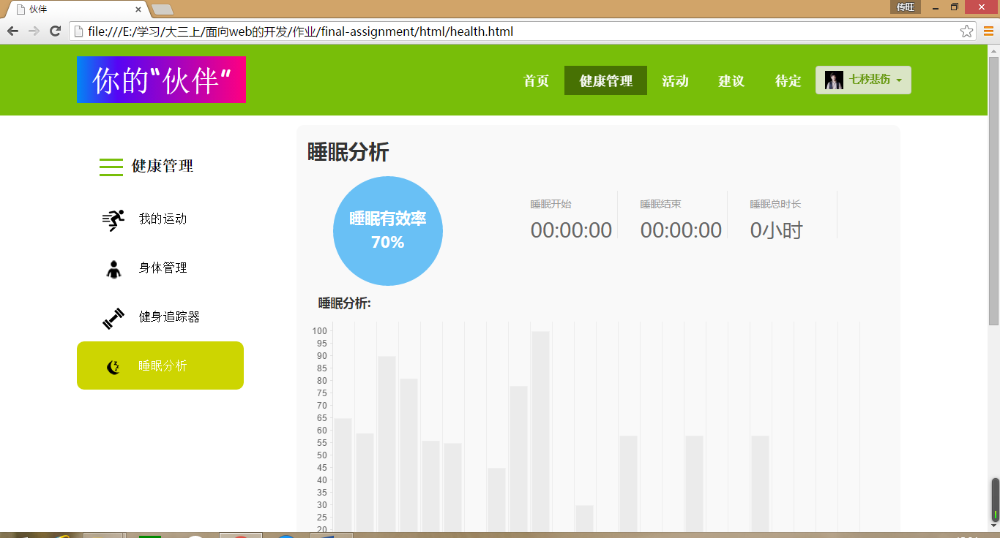 伙伴
传旺
file:///E:/学习/大三上/面向web的开发/作业/final-assignment/html/health.html
你的“伙伴”
首页 健康管理 活动 建议 待定 七秒悲伤
健康管理
我的运动
身体管理
健身追踪器
睡眠分析
睡眠分析
睡眠有效率
70%
睡眠开始 睡眠结束 睡眠总时长
00:00:00 00:00:00 0小时
睡眠分析:
100
95
90
85
80
75
70
65
60
55
50
45
40
35
30
25
20